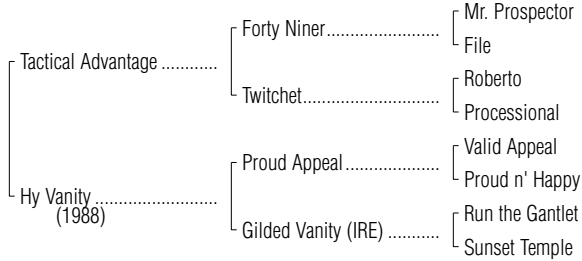 Mr. Prospector
Forty Niner
File
Tactical Advantage
Roberto
Twitchet
Processional
Valid Appeal
Proud Appeal
Proud n' Happy
Hy Vanity
(1988)
Run the Gantlet
Gilded Vanity (IRE)
Sunset Temple